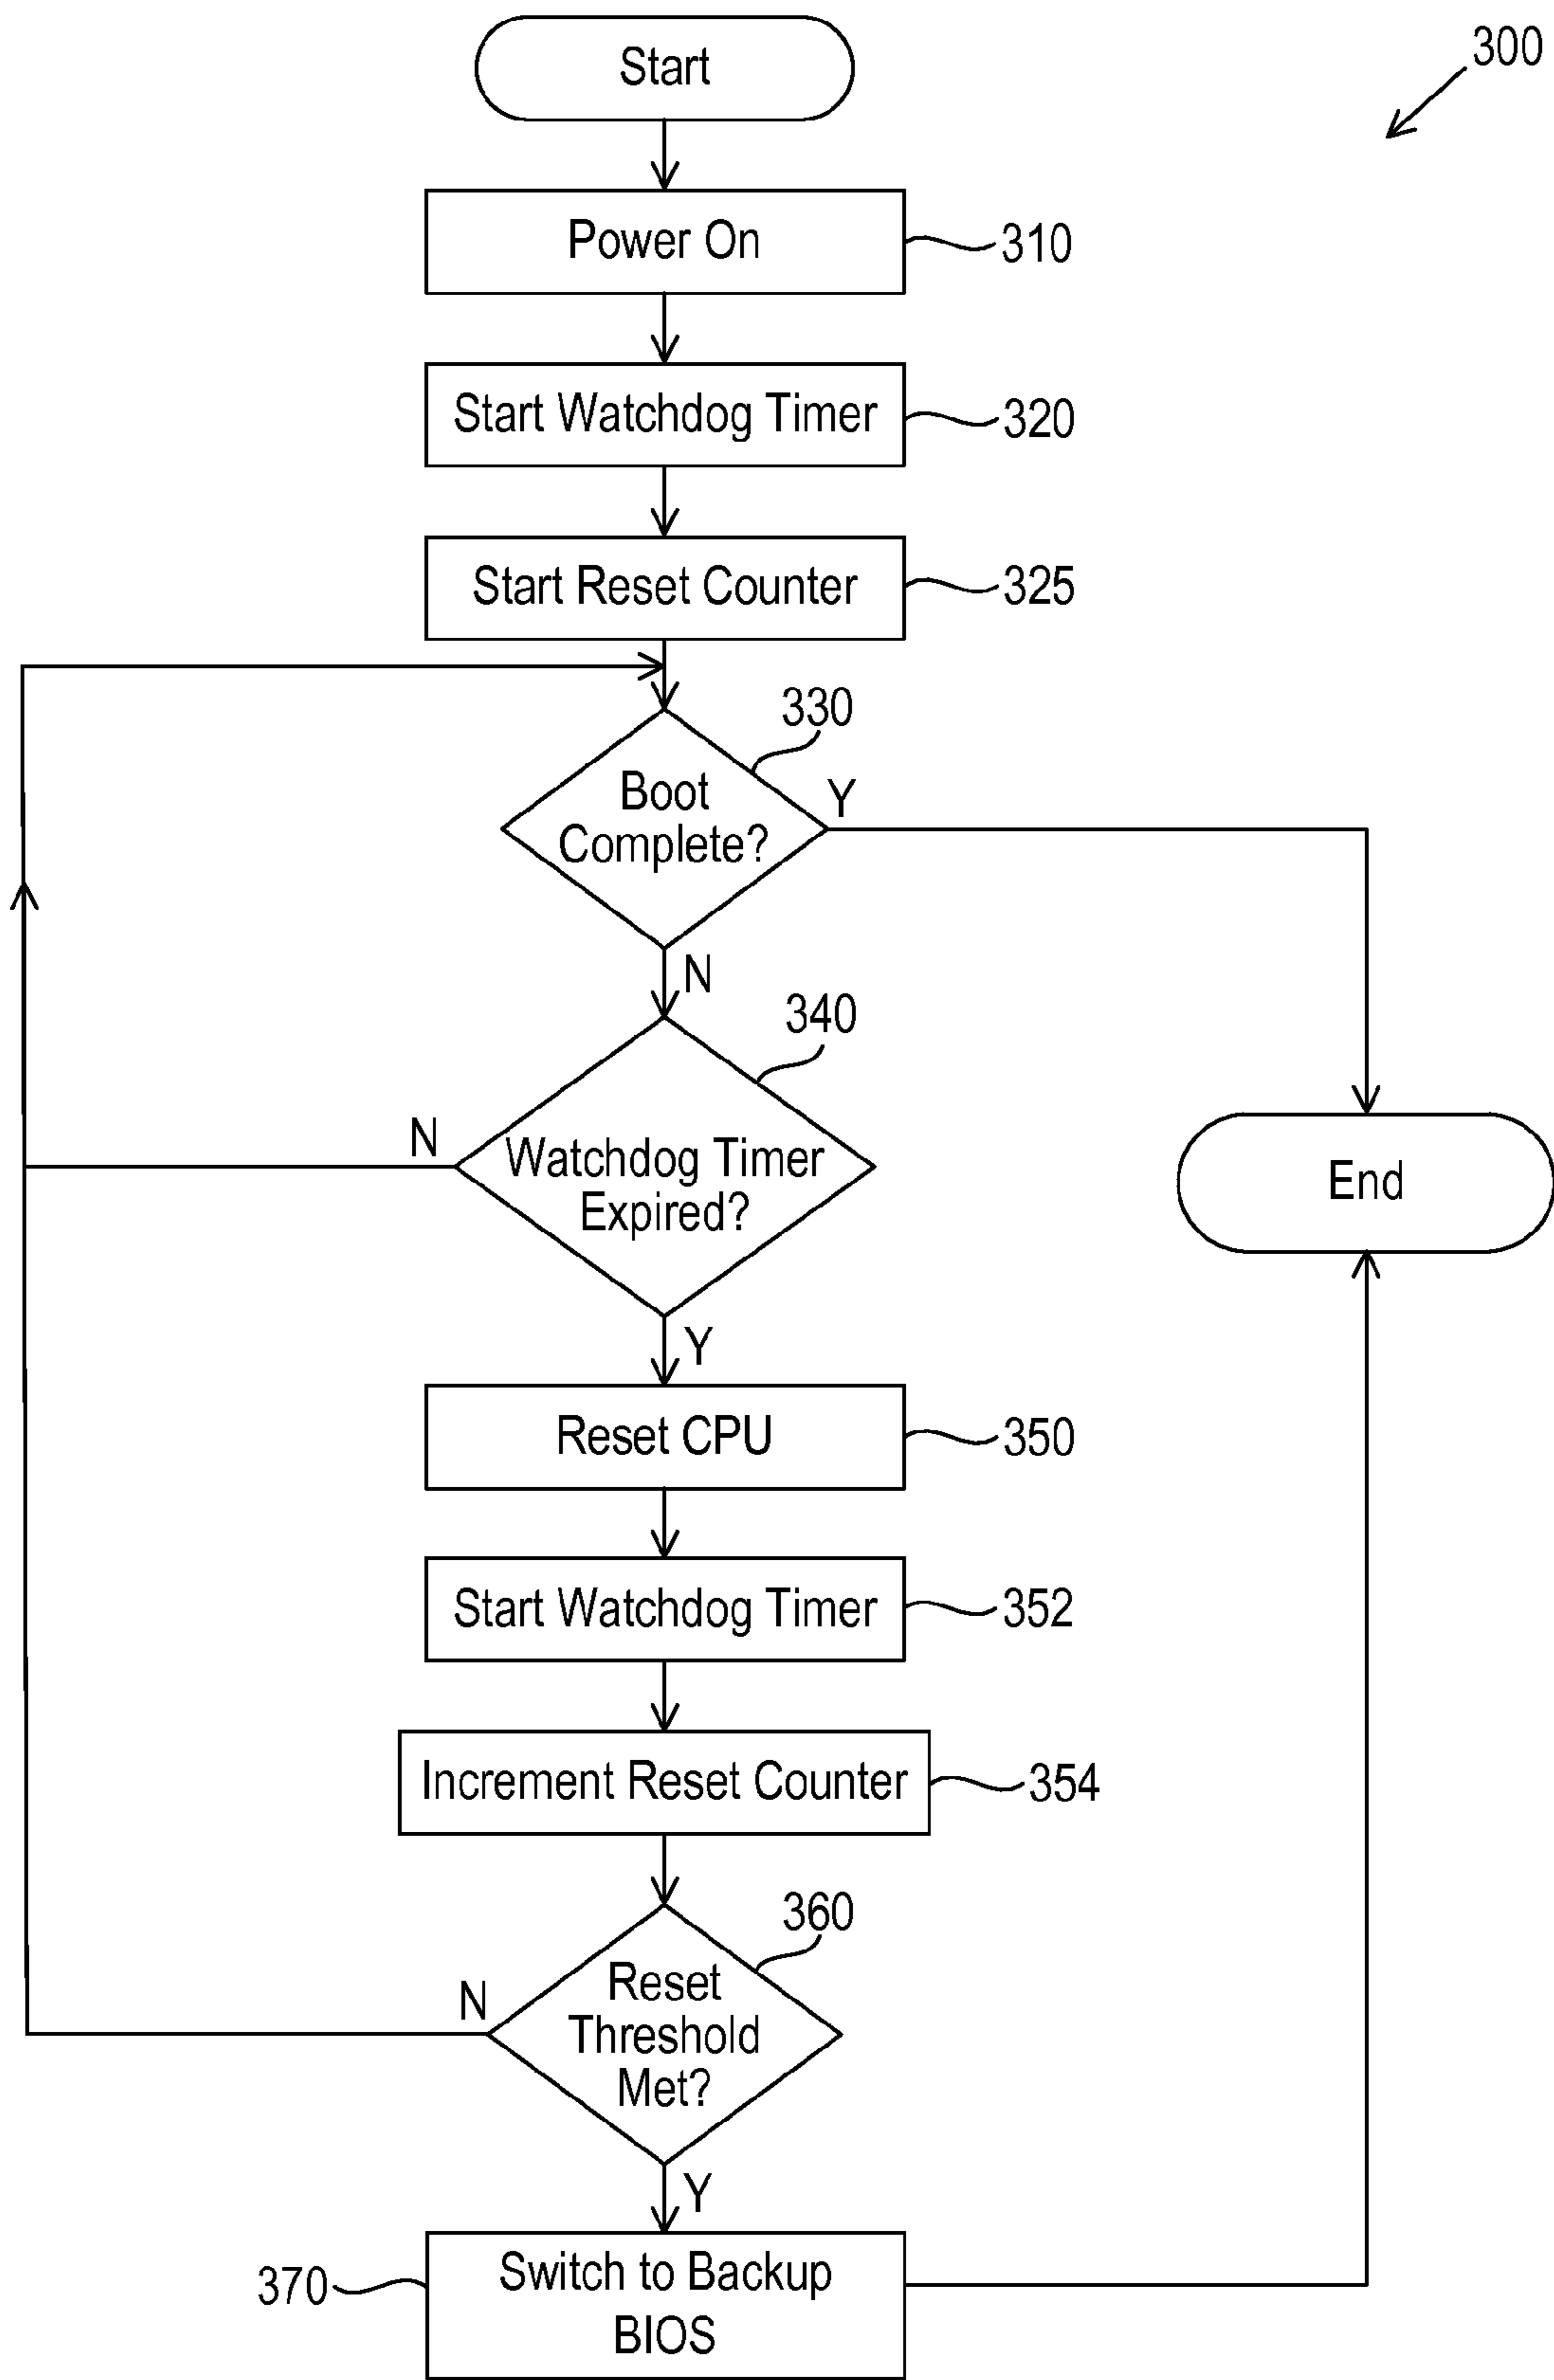 Start
300
Power On
310
Start Watchdog Timer
320
Start Reset Counter
325
330
Boot
Complete?
Y
N
340
N
Watchdog Timer
Expired?
End
Y
Reset CPU
350
Start Watchdog Timer
352
Increment Reset Counter
354
360
N
Reset
Threshold
Met?
Y
370
Switch to Backup
BIOS